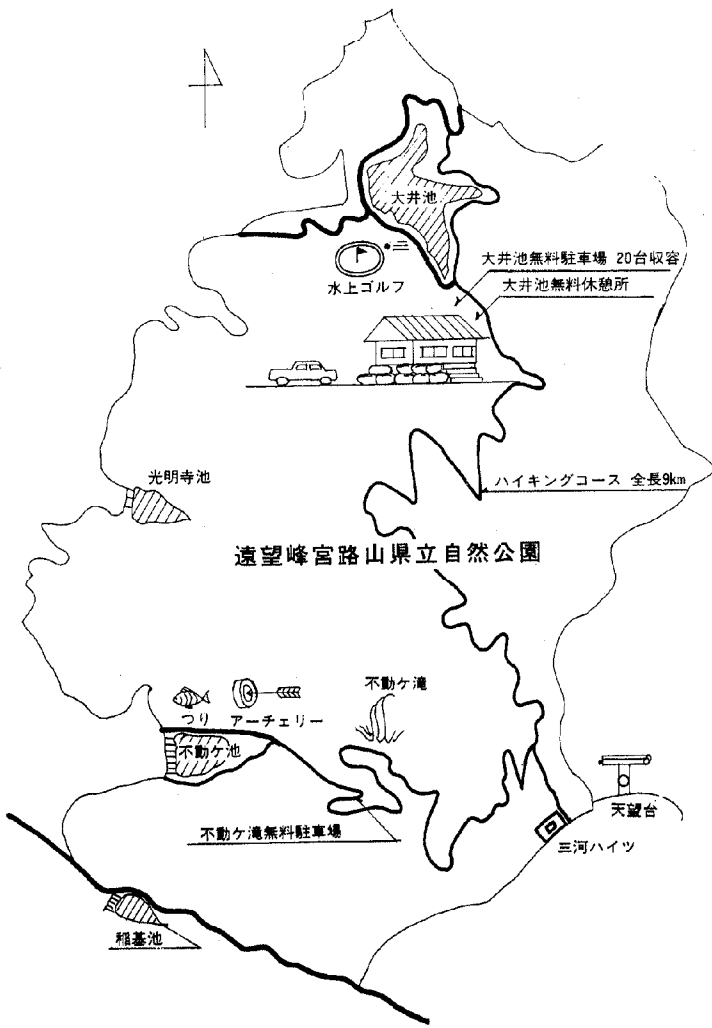 大井池
大井池無料駐車場 20台収容
水上ゴルフ
大井池無料休憩所
光明寺池
ハイキングコース 全長9km
遠望峰宮路山県立自然公園
不動ケ滝
つり
アーチェリー
不動ケ池
天望台
不動ケ滝無料駐車場
三河ハイツ
稲基池